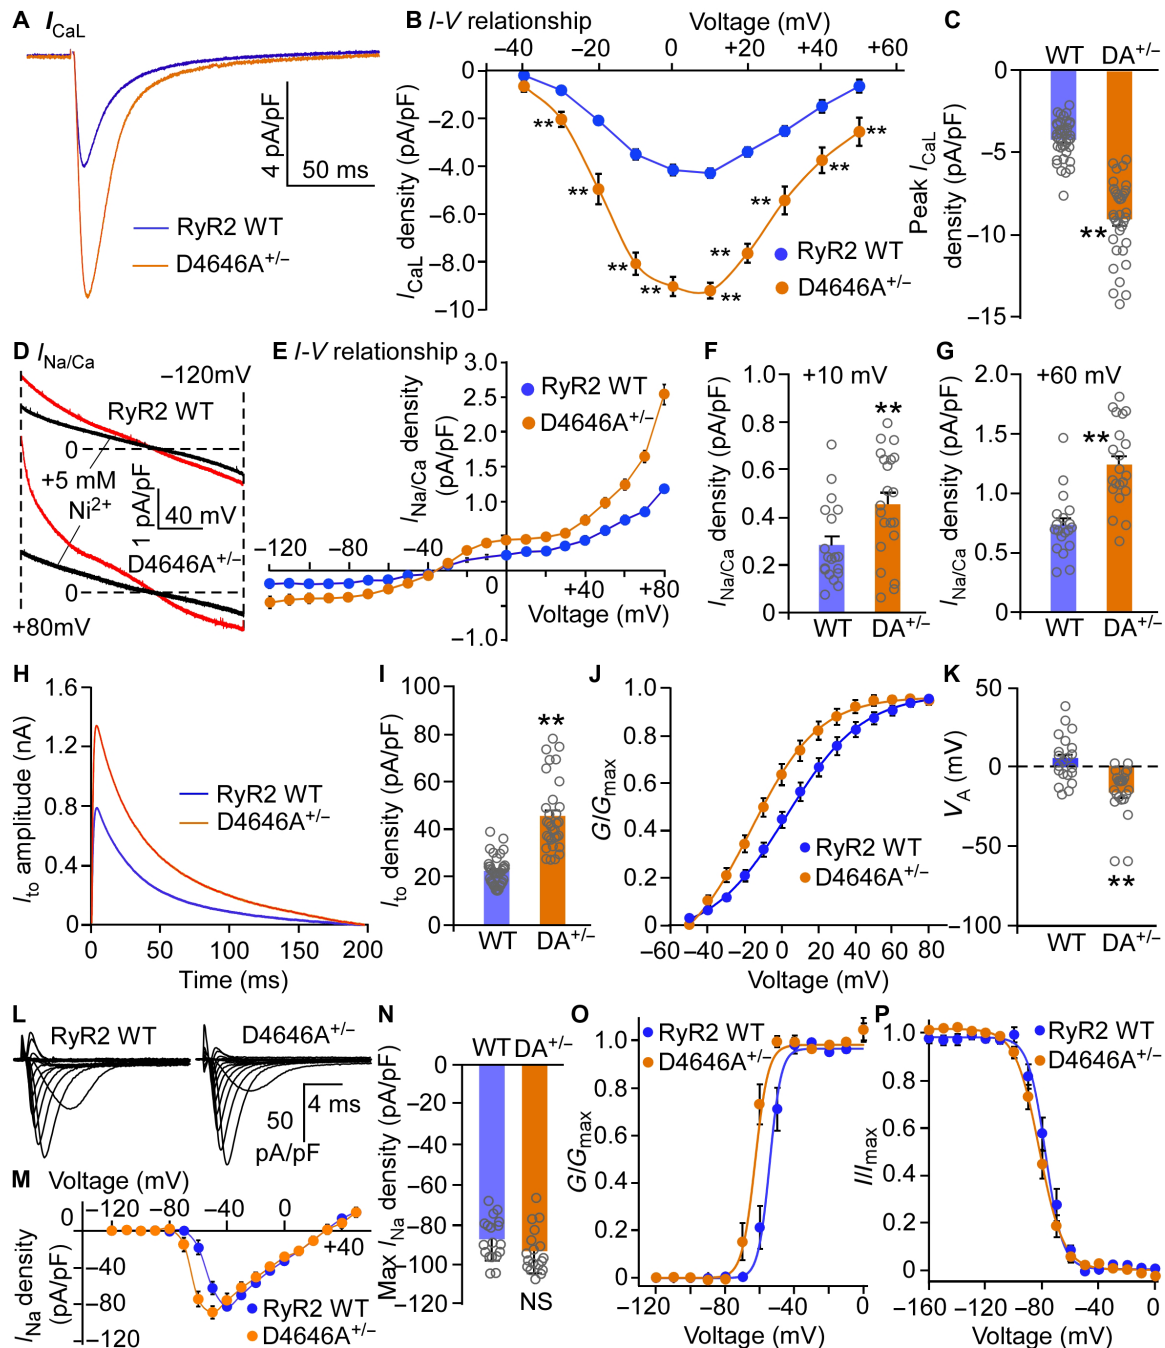 A I_CaL
4 pA/pF
50 ms
RyR2 WT
D4646A+/–
B I-V relationship
Voltage (mV)
–40 –20 0 +20 +40 +60
0
–2.0
–4.0
–6.0
–8.0
–10
I_CaL density (pA/pF)
** ** ** ** ** ** ** ** **
RyR2 WT
D4646A+/–
C
WT DA+/–
0
–5
–10
–15
Peak I_CaL
density (pA/pF)
**
D I_Na/Ca
–120mV
RyR2 WT
0
+5 mM
Ni2+
1 pA/pF
40 mV
D4646A+/–
0
+80mV
E I-V relationship
3.0
2.5
2.0
1.5
1.0
0.5
–1.0
I_Na/Ca density
(pA/pF)
RyR2 WT
D4646A+/–
–120 –80 –40
+40 +80
Voltage (mV)
F
+10 mV
1.0
0.8
0.6
0.4
0.2
0
I_Na/Ca density (pA/pF)
**
WT DA+/–
G
+60 mV
2.0
1.5
1.0
0.5
0
I_Na/Ca density (pA/pF)
**
WT DA+/–
H
1.6
1.2
0.8
0.4
0
I_to amplitude (nA)
RyR2 WT
D4646A+/–
0 50 100 150 200
Time (ms)
I
100
80
60
40
20
0
I_to density (pA/pF)
**
WT DA+/–
J
1.0
0.8
0.6
0.4
0.2
0
G/Gmax
RyR2 WT
D4646A+/–
–60 –40 –20 0 20 40 60 80
Voltage (mV)
K
50
0
–50
–100
V_A (mV)
**
WT DA+/–
L
RyR2 WT
D4646A+/–
4 ms
50
pA/pF
M
Voltage (mV)
–120 –80 –40 0
+40
0
–40
–80
–120
I_Na density
(pA/pF)
RyR2 WT
D4646A+/–
N
WT DA+/–
0
–20
–40
–60
–80
–100
–120
Max I_Na density (pA/pF)
NS
O
RyR2 WT
D4646A+/–
1.0
0.8
0.6
0.4
0.2
0
G/Gmax
–120 –80 –40 0
Voltage (mV)
P
RyR2 WT
D4646A+/–
1.0
0.8
0.6
0.4
0.2
0
I/Imax
–160 –120 –80 –40 0
Voltage (mV)